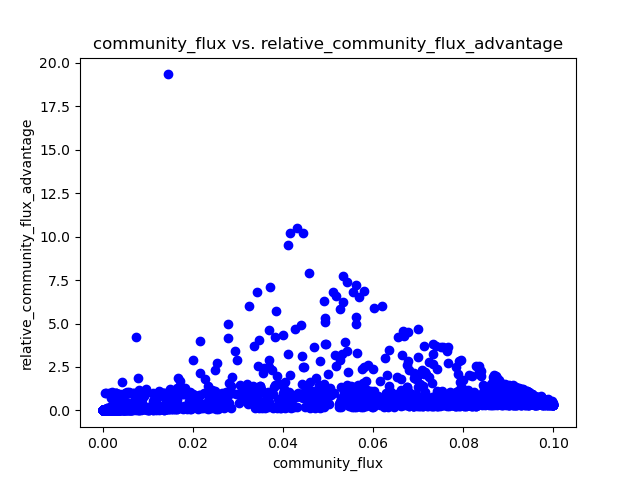 community_flux vs. relative_community_flux_advantage
20.0
17.5
15.0
12.5
10.0
7.5
5.0
2.5
0.0
relative_community_flux_advantage
0.00 0.02 0.04 0.06 0.08 0.10
community_flux